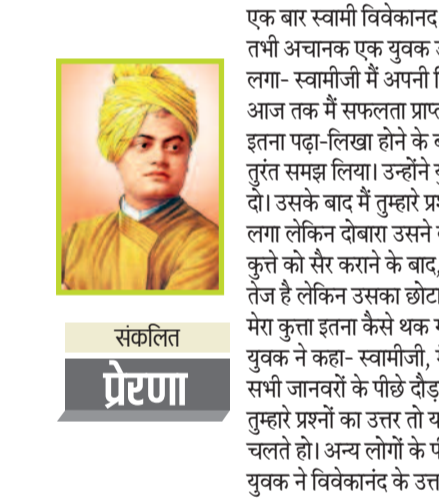 संकलित
प्रेरणा
एक बार स्वामी विवेकानंद
तभी अचानक एक युवक
लगा- स्वामीजी मैं अपनी
आज तक मैं सफलता
इतना पढ़ा-लिखा होने के
तुरंत समझ लिया। उन्होंने
दो। उसके बाद मैं तुम्हारे
लगा लेकिन दोबारा उसने
कुत्ते को सैर कराने के बाद,
तेज है लेकिन उसका छोटा
मेरा कुत्ता इतना कैसे थक
युवक ने कहा- स्वामीजी,
सभी जानवरों के पीछे
तुम्हारे प्रश्नों का उत्तर तो
चलते हो। अन्य लोगों के
युवक ने विवेकानंद के